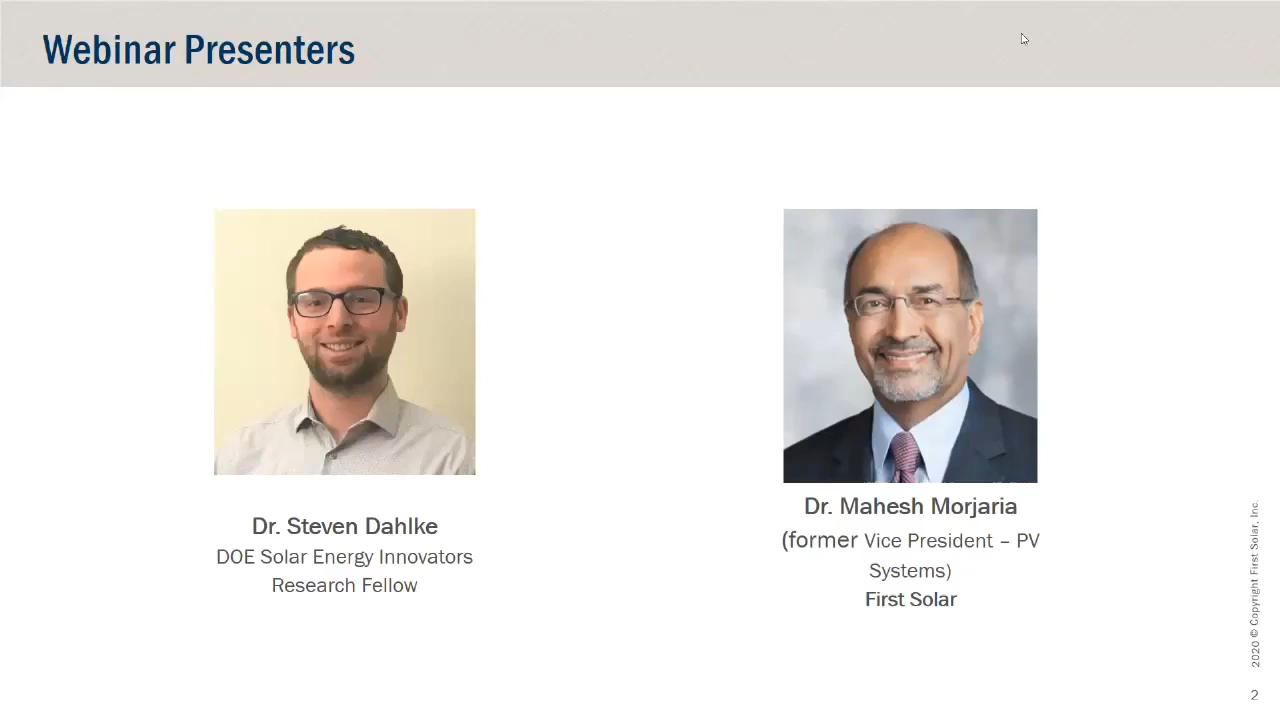 Webinar Presenters
Dr. Steven Dahlke
DOE Solar Energy Innovators
Research Fellow
Dr. Mahesh Morjaria
(former Vice President – PV
Systems)
First Solar
2020 © Copyright First Solar, Inc.
2